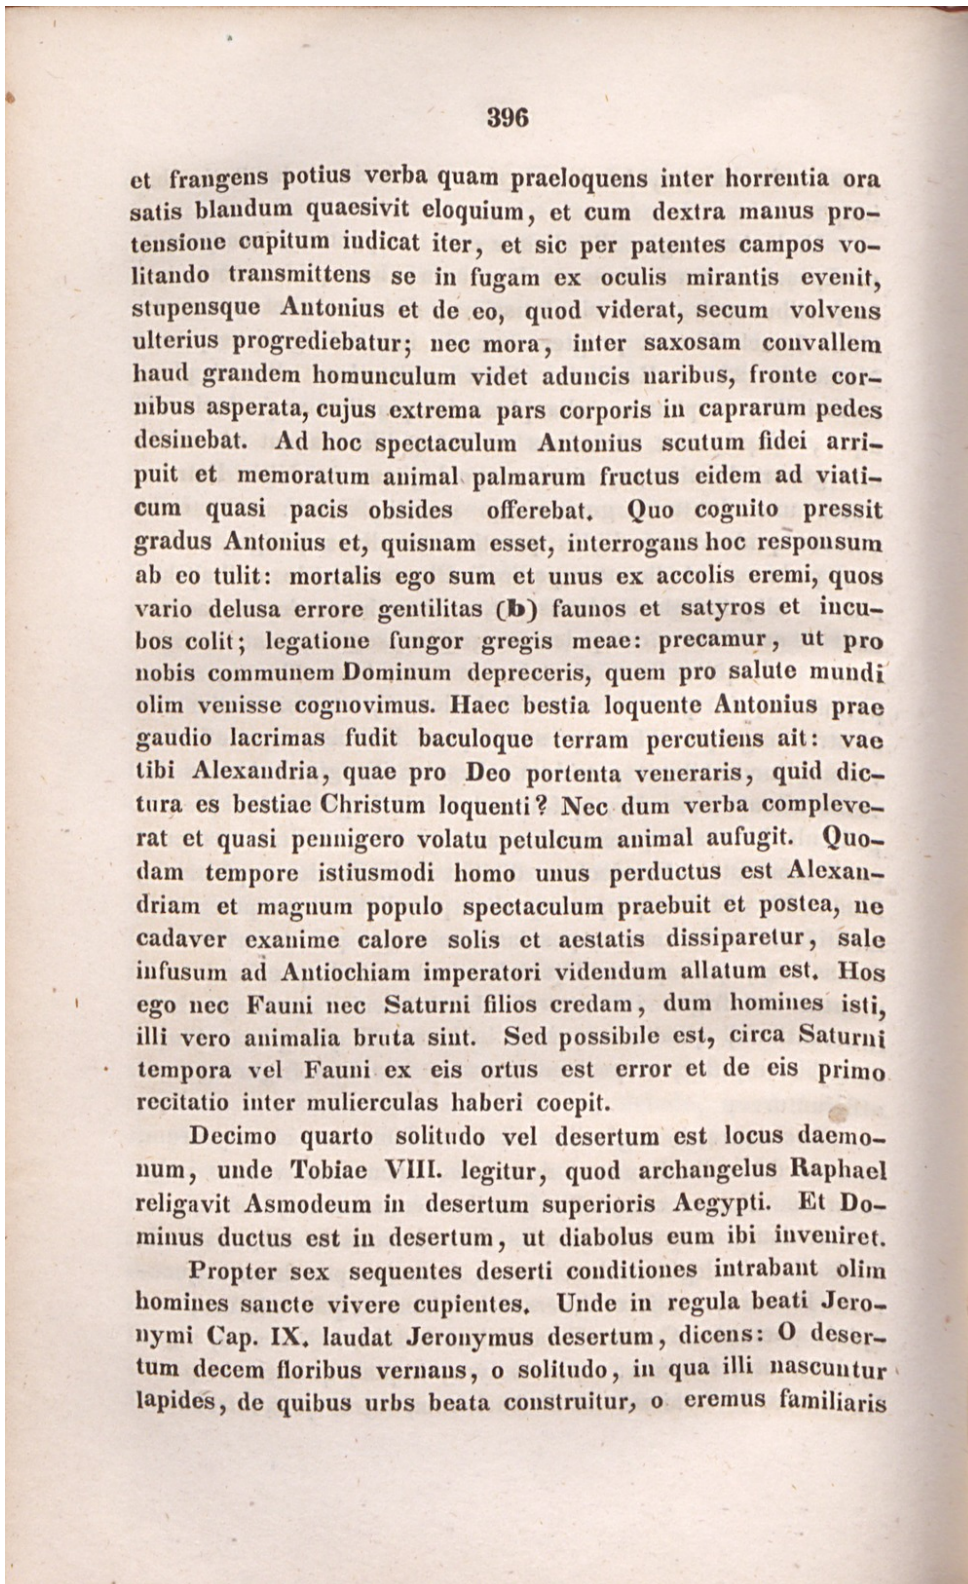 396
et frangens potius verba quam praeloquens inter horrentia ora
satis blandum quaesivit eloquium, et cum dextra manus pro-
tensione cupitum indicat iter, et sic per patentes campos vo-
litando transmittens se in fugam ex oculis mirantis evenit,
stupensque Antonius et de eo, quod viderat, secum volvens
ulterius progrediebatur; nec mora, inter saxosam convallem
haud grandem homunculum videt aduncis naribus, fronte cor-
nibus asperata, cujus extrema pars corporis in caprarum pedes
desinebat. Ad hoc spectaculum Antonius scutum fidei arri-
puit et memoratum animal palmarum fructus eidem ad viati-
cum quasi pacis obsides offerebat. Quo cognito pressit
gradus Antonius et, quisnam esset, interrogans hoc responsum
ab eo tulit: mortalis ego sum et unus ex accolis eremi, quos
vario delusa errore gentilitas (b) faunos et satyros et incu-
bos colit; legatione fungor gregis meae: precamur, ut pro
nobis communem Dominum depreceris, quem pro salute mundi
olim venisse cognovimus. Haec bestia loquente Antonius prae
gaudio lacrimas fudit baculoque terram percutiens ait: vae
tibi Alexandria, quae pro Deo portenta veneraris, quid dic-
tura es bestiae Christum loquenti? Nec dum verba compleve-
rat et quasi pennigero volatu petulcum animal aufugit. Quo-
dam tempore istiusmodi homo unus perductus est Alexan-
driam et magnum populo spectaculum praebuit et postea, ne
cadaver exanime calore solis et aestatis dissiparetur, sale
infusum ad Antiochiam imperatori videndum allatum est. Hos
ego nec Fauni nec Saturni filios credam, dum homines isti,
illi vero animalia bruta sint. Sed possibile est, circa Saturni
tempora vel Fauni ex eis ortus est error et de eis primo
recitatio inter mulierculas haberi coepit.
Decimo quarto solitudo vel desertum est locus daemo-
num, unde Tobiae VIII. legitur, quod archangelus Raphael
religavit Asmodeum in desertum superioris Aegypti. Et Do-
minus ductus est in desertum, ut diabolus eum ibi inveniret.
Propter sex sequentes deserti conditiones intrabant olim
homines sancte vivere cupientes. Unde in regula beati Jero-
nymi Cap. IX. laudat Jeronymus desertum, dicens: O deser-
tum decem floribus vernans, o solitudo, in qua illi nascuntur
lapides, de quibus urbs beata construitur, o eremus familiaris